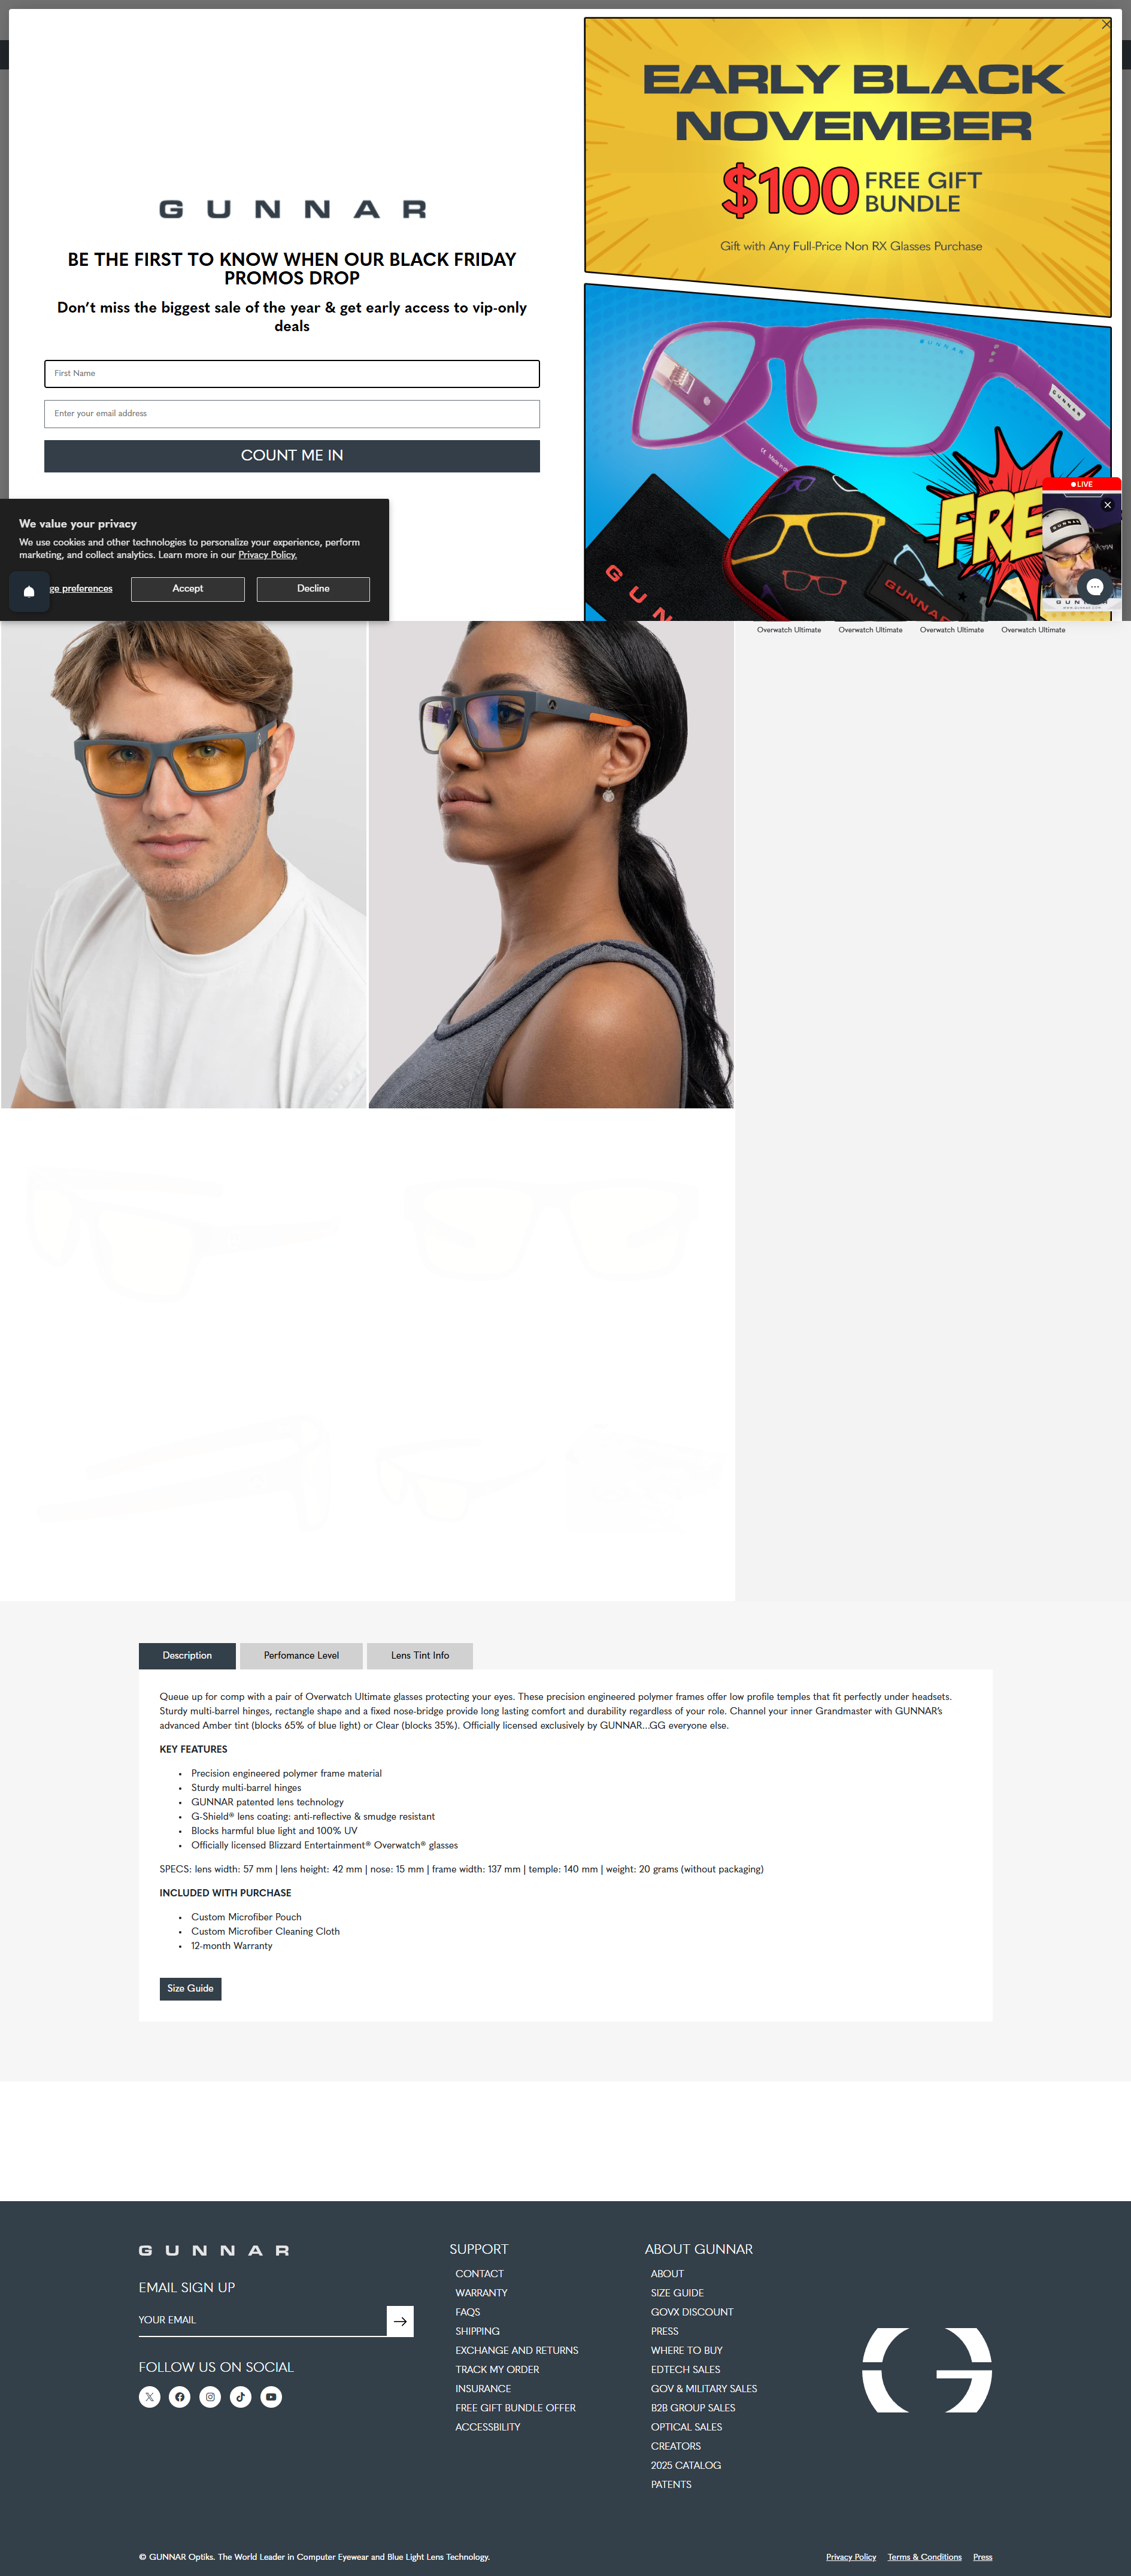 GUNNAR
BE THE FIRST TO KNOW WHEN OUR BLACK FRIDAY
PROMOS DROP
Don't miss the biggest sale of the year & get early access to vip-only
deals
First Name
Enter your email address
COUNT ME IN
EARLY BLACK
NOVEMBER
$100 FREE GIFT
BUNDLE
Gift with Any Full-Price Non RX Glasses Purchase
GUNNAR
GUNNAR
GUNNAR
FRE
LIVE
We value your privacy
We use cookies and other technologies to personalize your experience, perform
marketing, and collect analytics. Learn more in our Privacy Policy.
ge preferences
Accept
Decline
WWW.GUNNAR.COM
Overwatch Ultimate
Overwatch Ultimate
Overwatch Ultimate
Overwatch Ultimate
Description
Perfomance Level
Lens Tint Info
Queue up for comp with a pair of Overwatch Ultimate glasses protecting your eyes. These precision engineered polymer frames offer low profile temples that fit perfectly under headsets.
Sturdy multi-barrel hinges, rectangle shape and a fixed nose-bridge provide long lasting comfort and durability regardless of your role. Channel your inner Grandmaster with GUNNAR's
advanced Amber tint (blocks 65% of blue light) or Clear (blocks 35%). Officially licensed exclusively by GUNNAR...GG everyone else.
KEY FEATURES
• Precision engineered polymer frame material
• Sturdy multi-barrel hinges
• GUNNAR patented lens technology
• G-Shield® lens coating: anti-reflective & smudge resistant
• Blocks harmful blue light and 100% UV
• Officially licensed Blizzard Entertainment® Overwatch® glasses
SPECS: lens width: 57 mm | lens height: 42 mm | nose: 15 mm | frame width: 137 mm | temple: 140 mm | weight: 20 grams (without packaging)
INCLUDED WITH PURCHASE
• Custom Microfiber Pouch
• Custom Microfiber Cleaning Cloth
• 12-month Warranty
Size Guide
GUNNAR
EMAIL SIGN UP
YOUR EMAIL
FOLLOW US ON SOCIAL
SUPPORT
CONTACT
WARRANTY
FAQS
SHIPPING
EXCHANGE AND RETURNS
TRACK MY ORDER
INSURANCE
FREE GIFT BUNDLE OFFER
ACCESSBILITY
ABOUT GUNNAR
ABOUT
SIZE GUIDE
GOVX DISCOUNT
PRESS
WHERE TO BUY
EDTECH SALES
GOV & MILITARY SALES
B2B GROUP SALES
OPTICAL SALES
CREATORS
2025 CATALOG
PATENTS
© GUNNAR Optiks. The World Leader in Computer Eyewear and Blue Light Lens Technology.
Privacy Policy
Terms & Conditions
Press